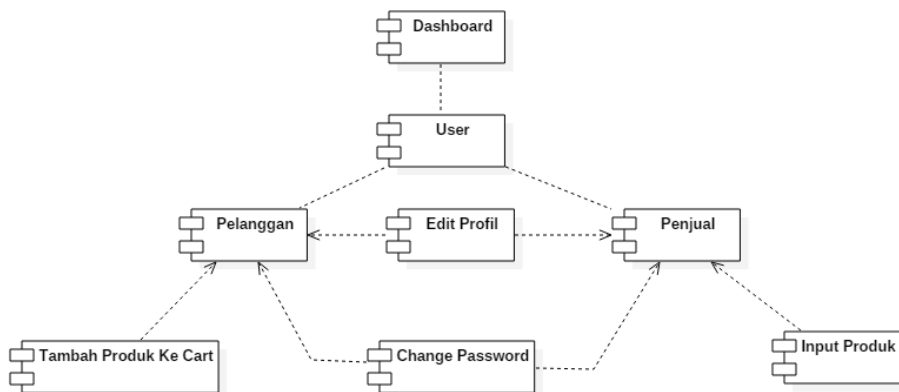 Dashboard
User
Pelanggan
Edit Profil
Penjual
Tambah Produk Ke Cart
Change Password
Input Produk